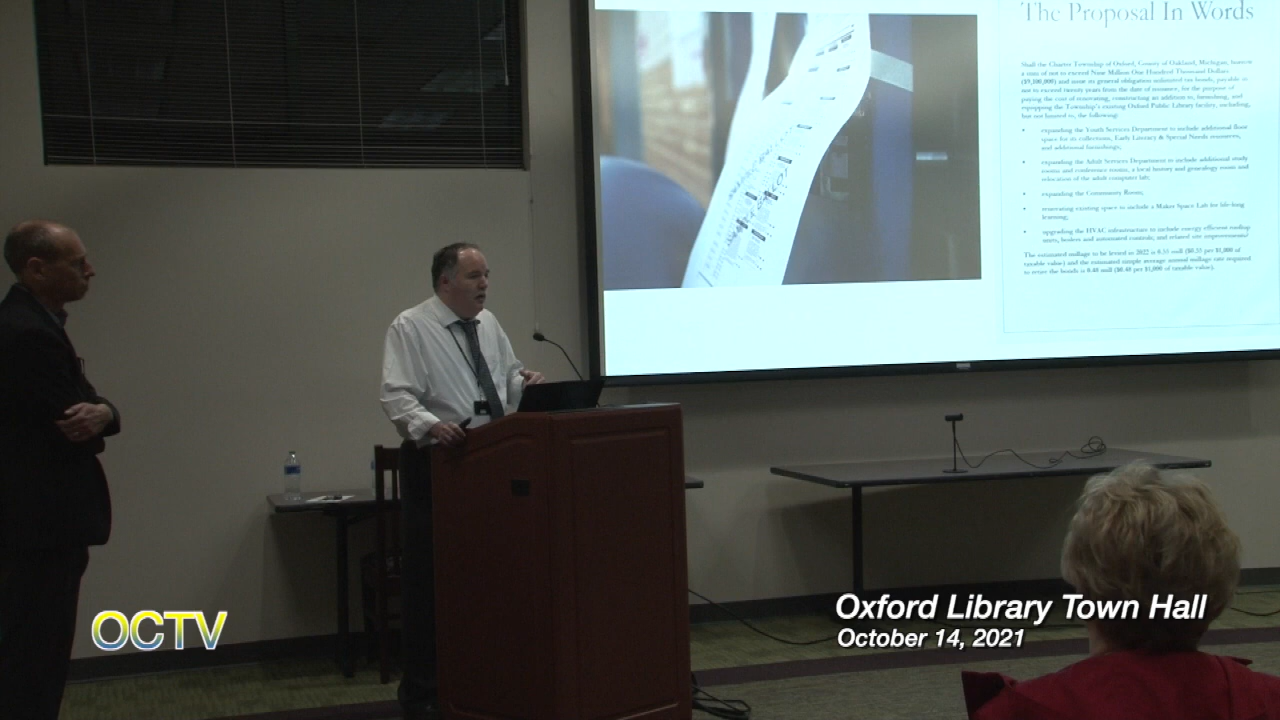 The Proposal In Words
Shall the Charter Township of Oxford, County of Oakland, Michigan, borrow
a sum of not to exceed Nine Million One Hundred Thousand Dollars
($9,100,000) and issue its general obligation unlimited tax bonds, payable in
not to exceed twenty years from the date of issuance, for the purpose of
paying the cost of renovating, constructing an addition to, furnishing, and
equipping the Township's existing Oxford Public Library facility, including,
but not limited to, the following:
• expanding the Youth Services Department to include additional floor
space for its collections, Early Literacy & Special Needs resources,
and additional furnishings;
• expanding the Adult Services Department to include additional study
rooms and conference rooms, a local history and genealogy room and
relocation of the adult computer lab;
• expanding the Community Room;
• renovating existing space to include a Maker Space Lab for life-long
learning;
• upgrading the HVAC infrastructure to include energy efficient rooftop
units, boilers and automated controls; and related site improvements?
The estimated millage to be levied in 2022 is 0.55 mill ($0.55 per $1,000 of
taxable value) and the estimated simple average annual millage rate required
to retire the bonds is 0.48 mill ($0.48 per $1,000 of taxable value).
OCTV
Oxford Library Town Hall
October 14, 2021